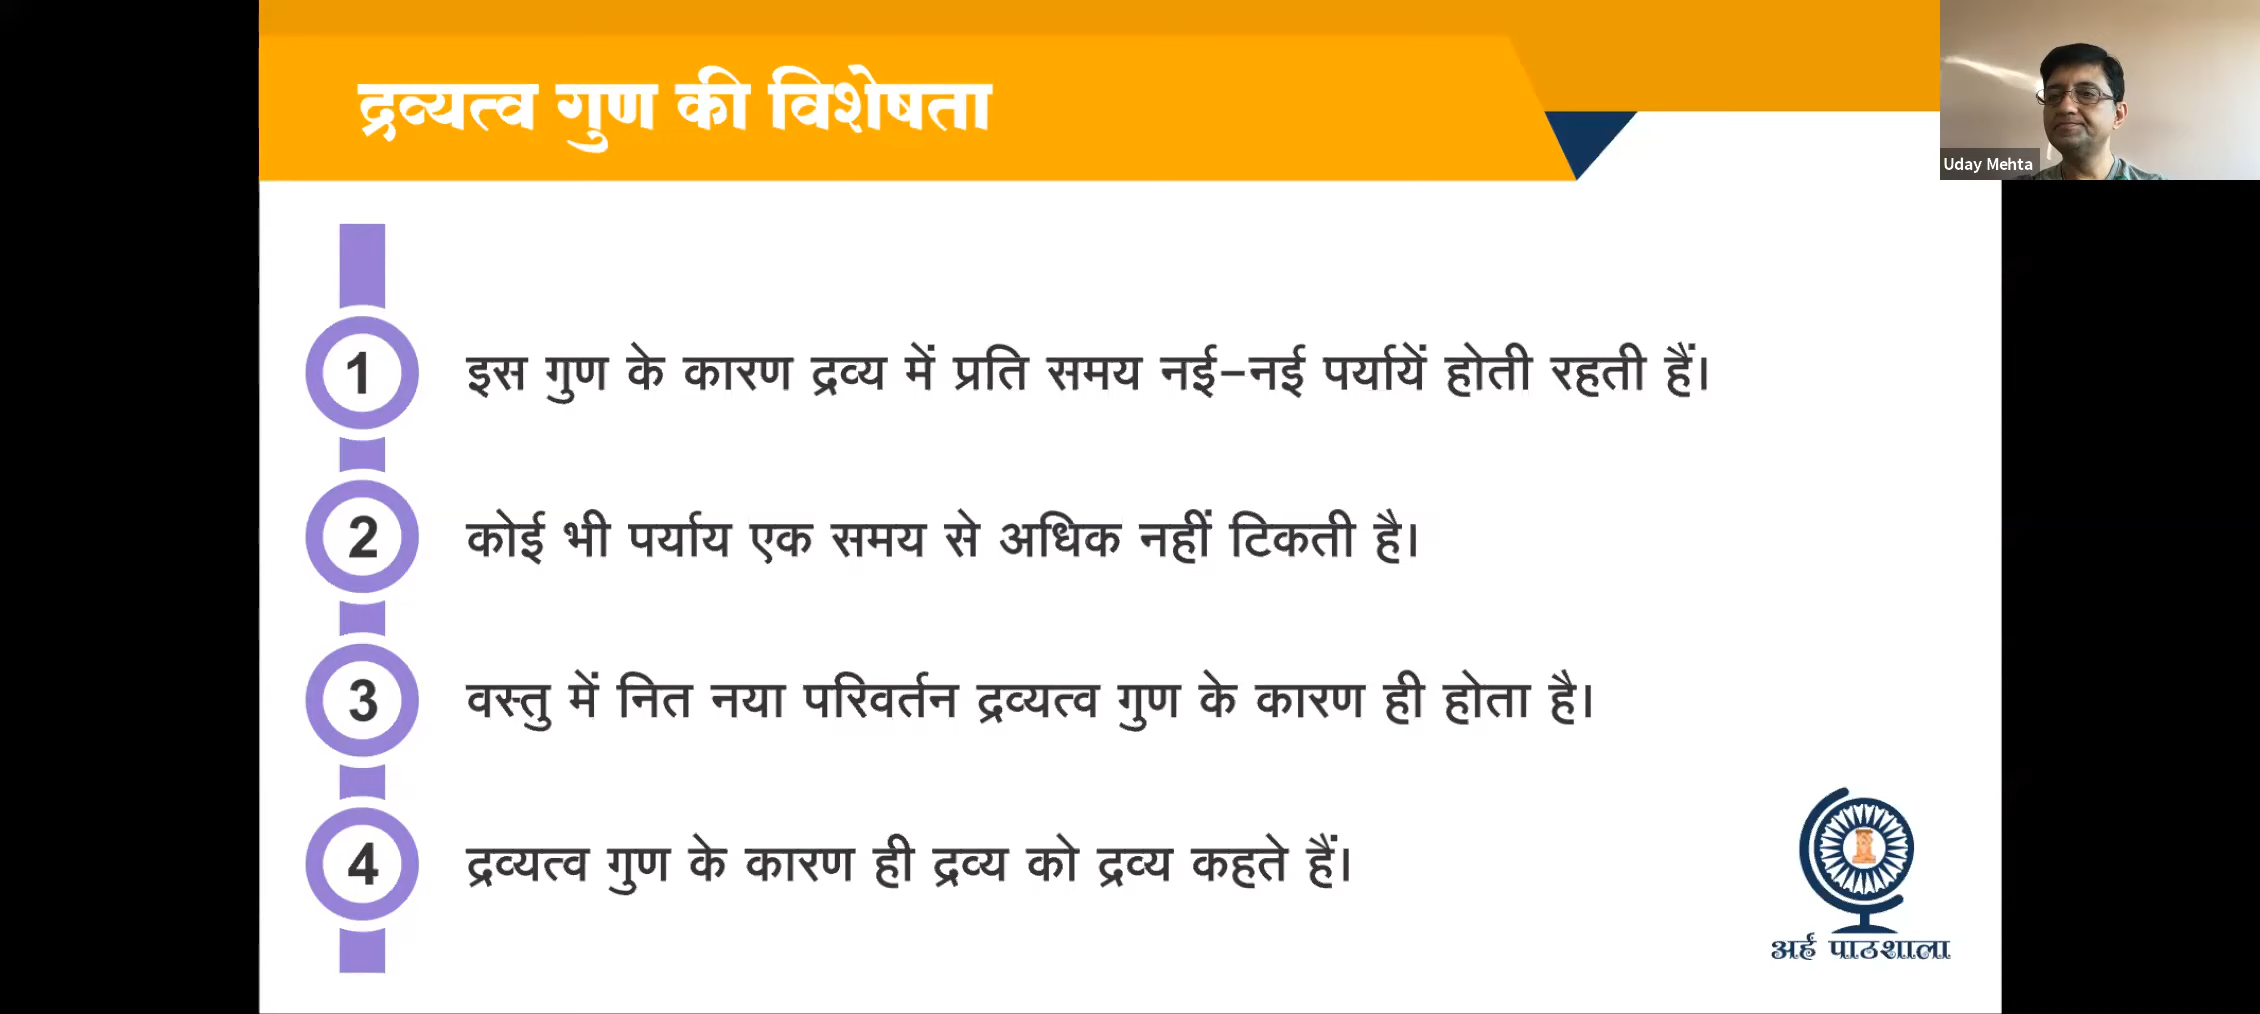 द्रव्यत्व गुण की विशेषता
Uday Mehta
1 इस गुण के कारण द्रव्य में प्रति समय नई-नई पर्यायें होती रहती हैं।
2 कोई भी पर्याय एक समय से अधिक नहीं टिकती है।
3 वस्तु में नित नया परिवर्तन द्रव्यत्व गुण के कारण ही होता है।
4 द्रव्यत्व गुण के कारण ही द्रव्य को द्रव्य कहते हैं।
अर्हं पाठशाला